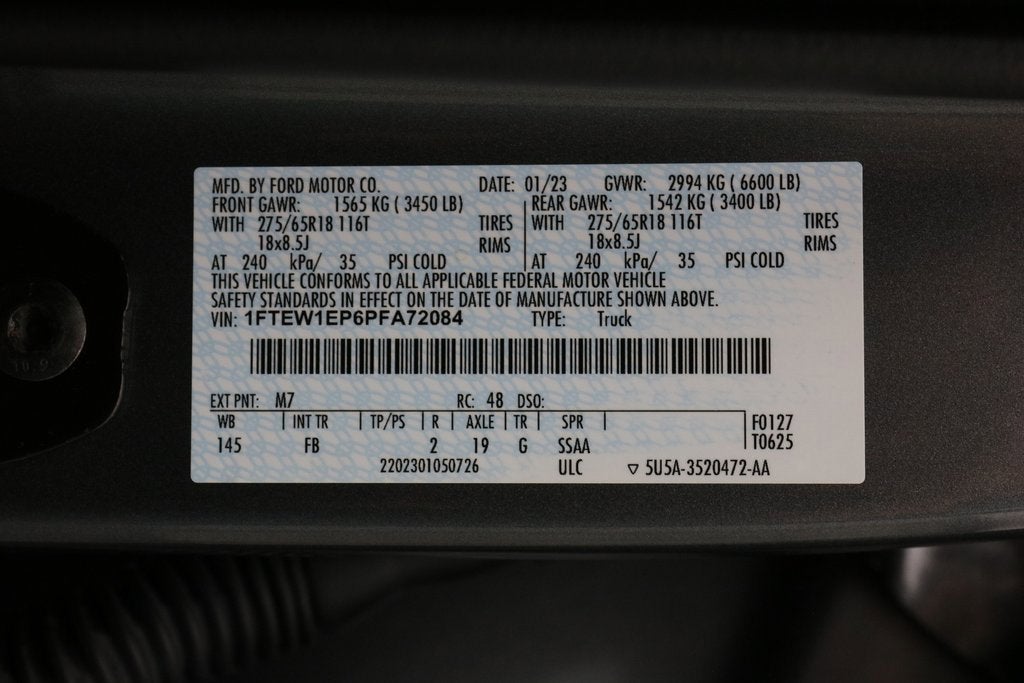 MFD. BY FORD MOTOR CO. DATE: 01/23 GVWR: 2994 KG ( 6600 LB)
FRONT GAWR: 1565 KG ( 3450 LB) REAR GAWR: 1542 KG ( 3400 LB)
WITH 275/65R18 116T TIRES WITH 275/65R18 116T TIRES
18x8.5J RIMS 18x8.5J RIMS
AT 240 kPa/ 35 PSI COLD AT 240 kPa/ 35 PSI COLD
THIS VEHICLE CONFORMS TO ALL APPLICABLE FEDERAL MOTOR VEHICLE
SAFETY STANDARDS IN EFFECT ON THE DATE OF MANUFACTURE SHOWN ABOVE.
VIN: 1FTEW1EP6PFA72084 TYPE: Truck
EXT PNT: M7 RC: 48 DSO:
WB INT TR TP/PS R AXLE TR SPR F0127
145 FB 2 19 G SSAA T0625
2202301050726 ULC ▽ 5U5A-3520472-AA
10.9